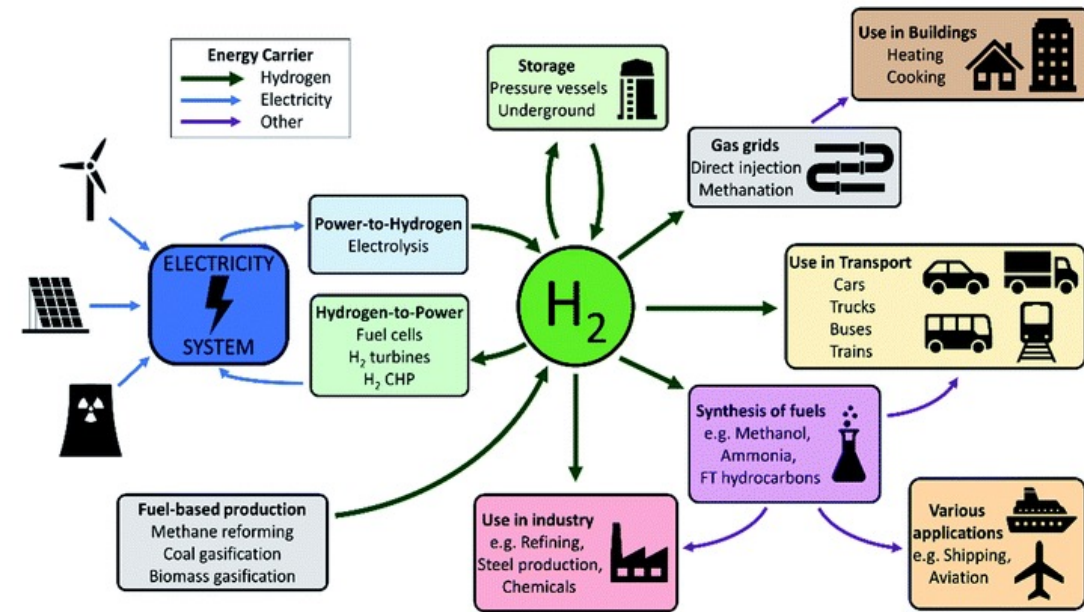 Energy Carrier
Hydrogen
Electricity
Other
Storage
Pressure vessels
Underground
Use in Buildings
Heating
Cooking
Gas grids
Direct injection
Methanation
Power-to-Hydrogen
Electrolysis
ELECTRICITY
SYSTEM
Hydrogen-to-Power
Fuel cells
H₂ turbines
H₂ CHP
H₂
Use in Transport
Cars
Trucks
Buses
Trains
Synthesis of fuels
e.g. Methanol,
Ammonia,
FT hydrocarbons
Fuel-based production
Methane reforming
Coal gasification
Biomass gasification
Use in industry
e.g. Refining,
Steel production,
Chemicals
Various
applications
e.g. Shipping,
Aviation